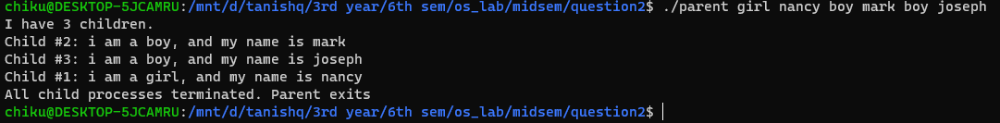 chiku@DESKTOP-5JCAMRU:/mnt/d/tanishq/3rd year/6th sem/os_lab/midsem/question2$ ./parent girl nancy boy mark boy joseph
I have 3 children.
Child #2: i am a boy, and my name is mark
Child #3: i am a boy, and my name is joseph
Child #1: i am a girl, and my name is nancy
All child processes terminated. Parent exits
chiku@DESKTOP-5JCAMRU:/mnt/d/tanishq/3rd year/6th sem/os_lab/midsem/question2$